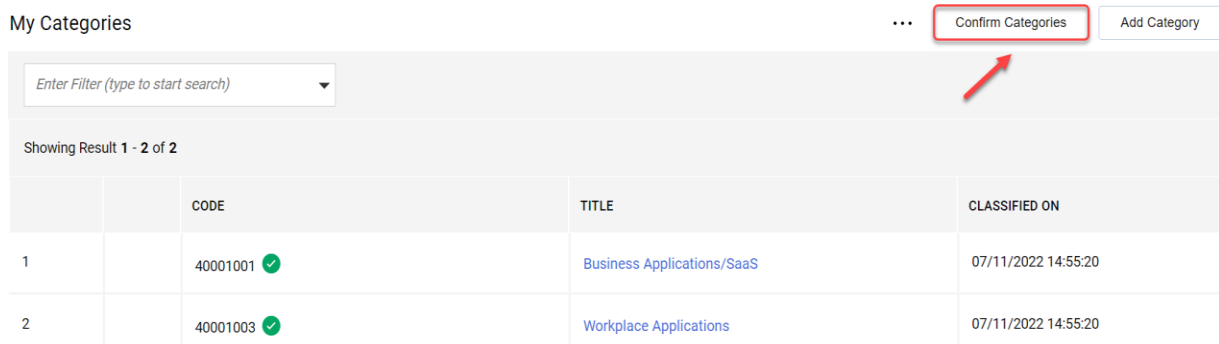 My Categories ••• Confirm Categories Add Category
Enter Filter (type to start search)
Showing Result 1 - 2 of 2
CODE TITLE CLASSIFIED ON
1 40001001 Business Applications/SaaS 07/11/2022 14:55:20
2 40001003 Workplace Applications 07/11/2022 14:55:20